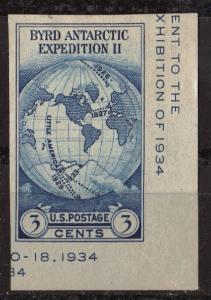 BYRD ANTARCTIC
EXPEDITION II
1926
1927
LITTLE AMERICA
1929
3 U.S. POSTAGE 3
CENTS
ENT TO THE
XHIBITION OF 1934
O-18, 1934
34